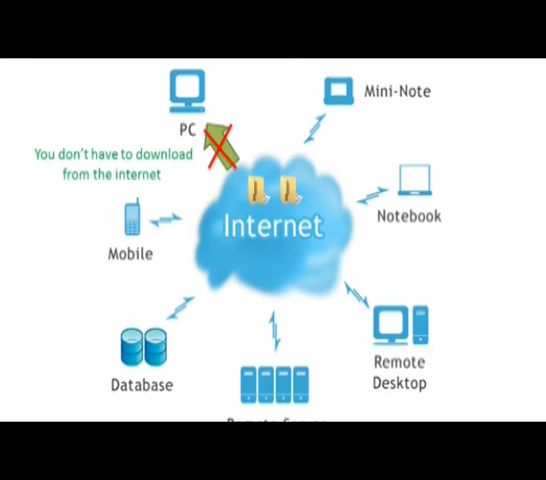 Mini-Note
PC
You don't have to download
from the internet
Internet
Notebook
Mobile
Remote
Desktop
Database